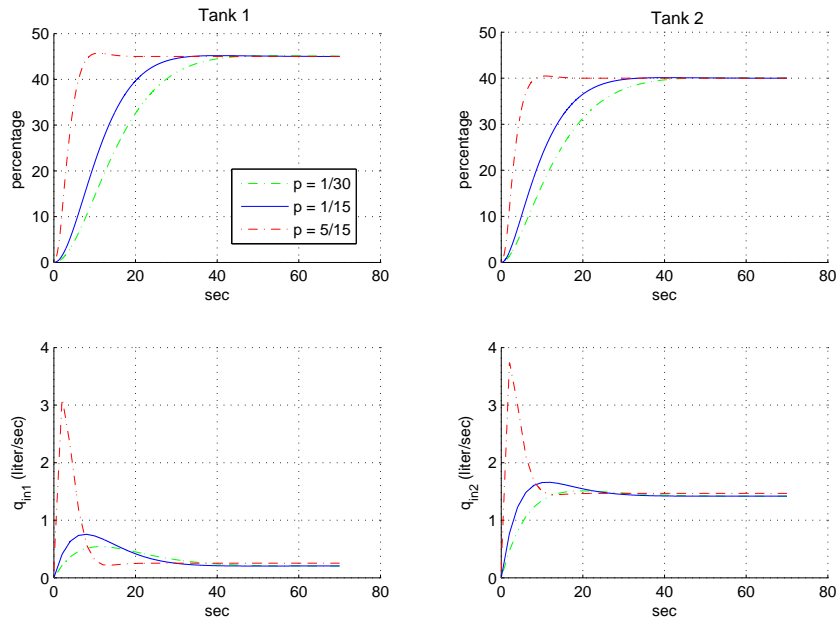 Tank 1
50
40
30
20
10
0
percentage
0 20 40 60 80
sec
p = 1/30
p = 1/15
p = 5/15
Tank 2
50
40
30
20
10
0
percentage
0 20 40 60 80
sec
4
3
2
1
0
q_in1 (liter/sec)
0 20 40 60 80
sec
4
3
2
1
0
q_in2 (liter/sec)
0 20 40 60 80
sec